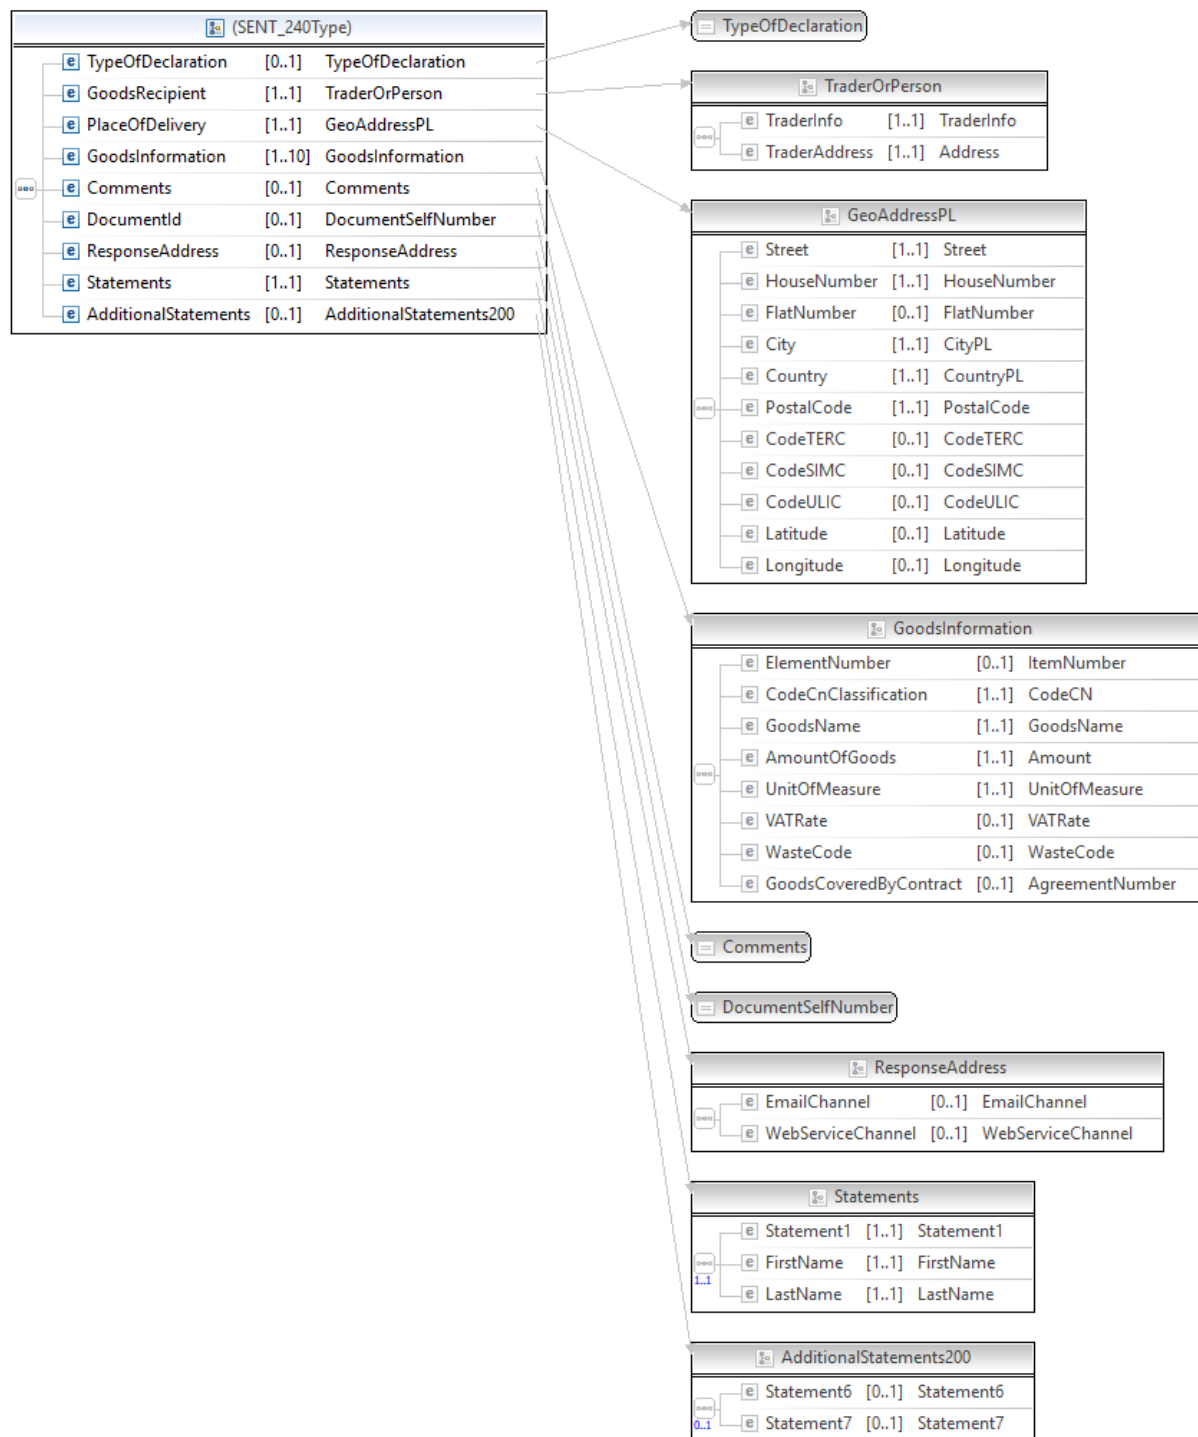 (SENT_240Type)
TypeOfDeclaration [0..1] TypeOfDeclaration
GoodsRecipient [1..1] TraderOrPerson
PlaceOfDelivery [1..1] GeoAddressPL
GoodsInformation [1..10] GoodsInformation
Comments [0..1] Comments
DocumentId [0..1] DocumentSelfNumber
ResponseAddress [0..1] ResponseAddress
Statements [1..1] Statements
AdditionalStatements [0..1] AdditionalStatements200
TypeOfDeclaration
TraderOrPerson
TraderInfo [1..1] TraderInfo
TraderAddress [1..1] Address
GeoAddressPL
Street [1..1] Street
HouseNumber [1..1] HouseNumber
FlatNumber [0..1] FlatNumber
City [1..1] CityPL
Country [1..1] CountryPL
PostalCode [1..1] PostalCode
CodeTERC [0..1] CodeTERC
CodeSIMC [0..1] CodeSIMC
CodeULIC [0..1] CodeULIC
Latitude [0..1] Latitude
Longitude [0..1] Longitude
GoodsInformation
ElementNumber [0..1] ItemNumber
CodeCnClassification [1..1] CodeCN
GoodsName [1..1] GoodsName
AmountOfGoods [1..1] Amount
UnitOfMeasure [1..1] UnitOfMeasure
VATRate [0..1] VATRate
WasteCode [0..1] WasteCode
GoodsCoveredByContract [0..1] AgreementNumber
Comments
DocumentSelfNumber
ResponseAddress
EmailChannel [0..1] EmailChannel
WebServiceChannel [0..1] WebServiceChannel
Statements
Statement1 [1..1] Statement1
FirstName [1..1] FirstName
1..1
LastName [1..1] LastName
AdditionalStatements200
Statement6 [0..1] Statement6
0..1
Statement7 [0..1] Statement7